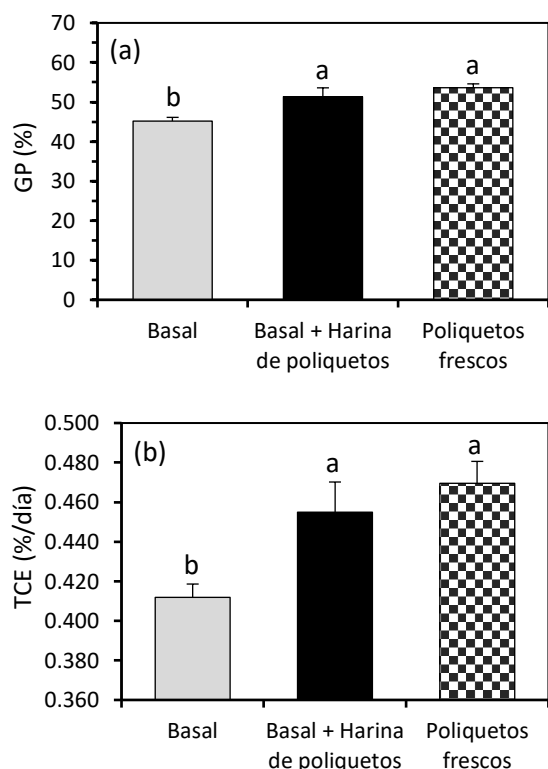 70
(a)
a
a
60
b
50
40
30
20
10
0
GP (%)
Basal
Basal + Harina
de poliquetos
Poliquetos
frescos
0.500
(b)
a
a
0.480
0.460
b
0.440
0.420
0.400
0.380
0.360
TCE (%/día)
Basal
Basal + Harina
de poliquetos
Poliquetos
frescos